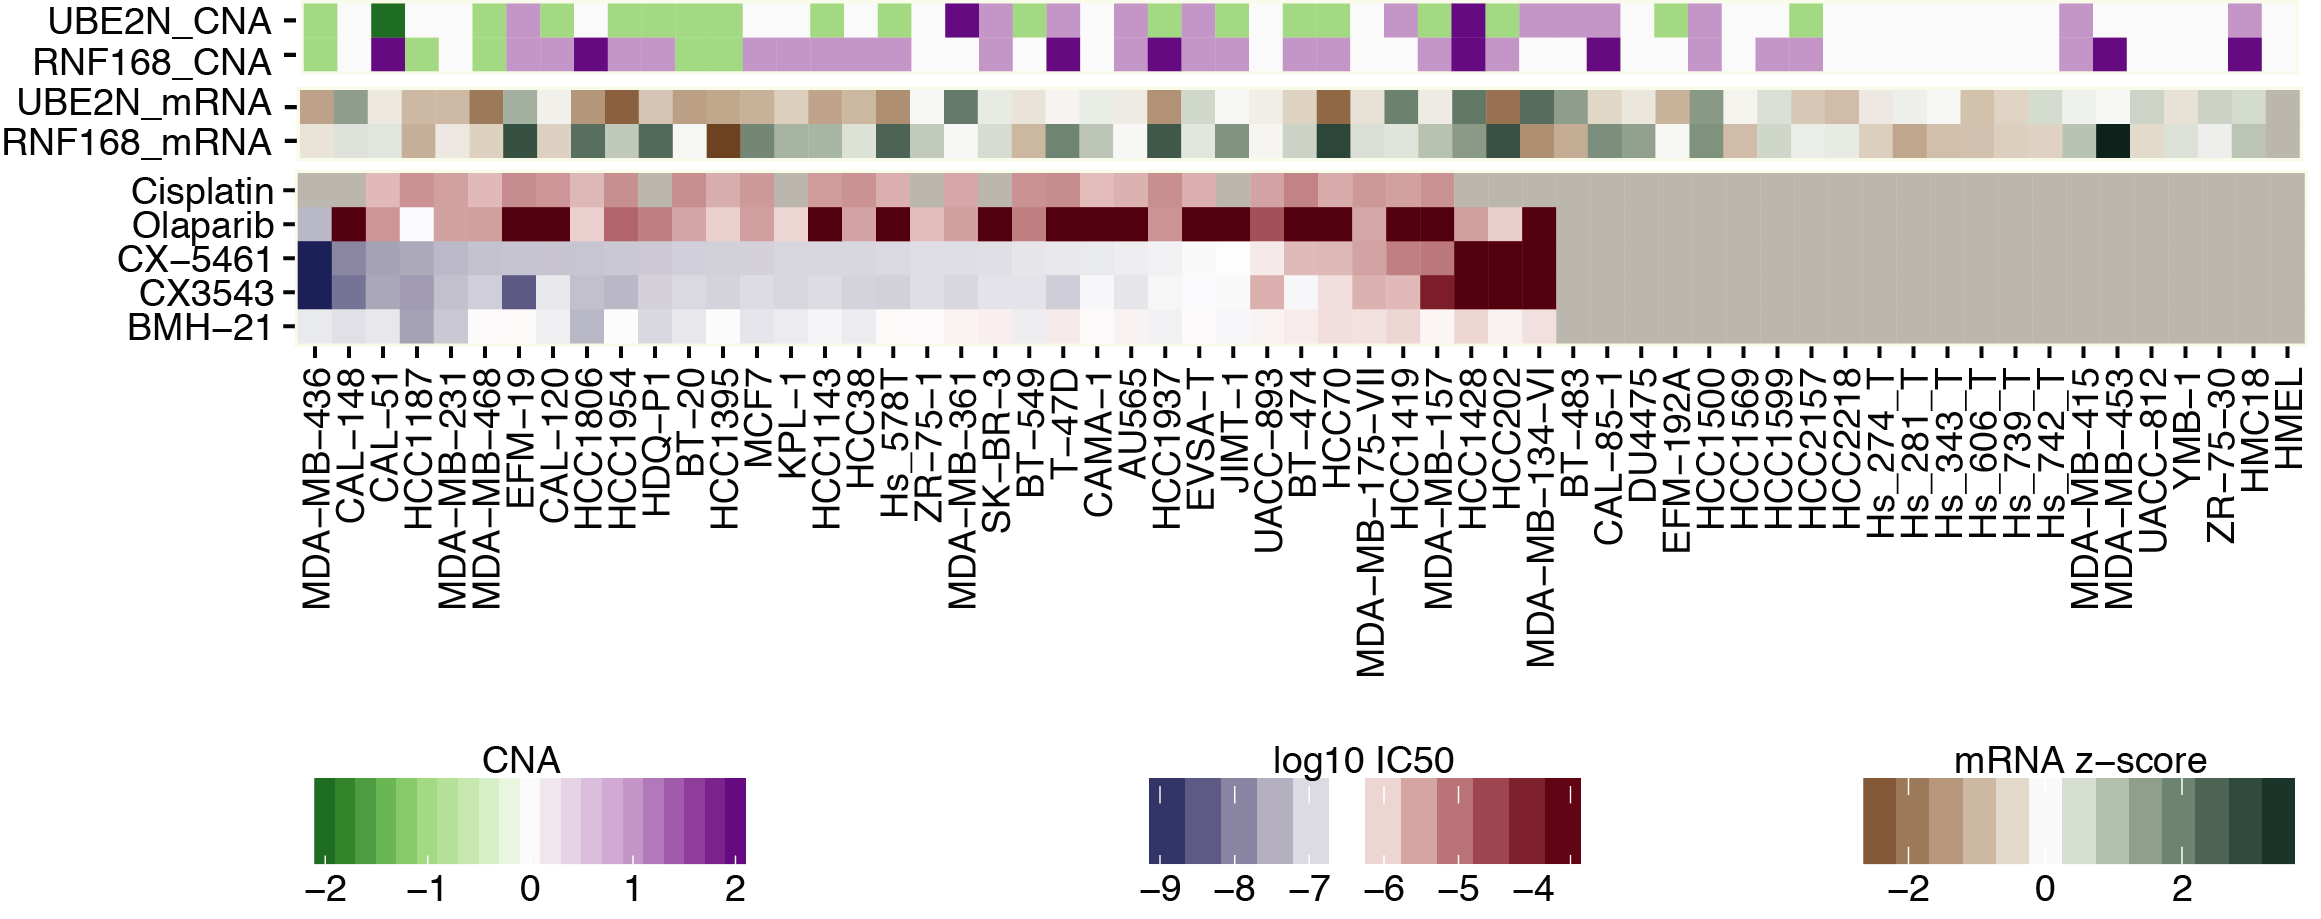 UBE2N_CNA
RNF168_CNA
UBE2N_mRNA
RNF168_mRNA
Cisplatin
Olaparib
CX−5461
CX3543
BMH−21
MDA−MB−436
CAL−148
CAL−51
HCC1187
MDA−MB−231
MDA−MB−468
EFM−19
CAL−120
HCC1806
HCC1954
HDQ−P1
BT−20
HCC1395
MCF7
KPL−1
HCC1143
HCC38
Hs_578T
ZR−75−1
MDA−MB−361
SK−BR−3
BT−549
T−47D
CAMA−1
AU565
HCC1937
EVSA−T
JIMT−1
UACC−893
BT−474
HCC70
MDA−MB−175−VII
HCC1419
MDA−MB−157
HCC1428
HCC202
MDA−MB−134−VI
BT−483
CAL−85−1
DU4475
EFM−192A
HCC1500
HCC1569
HCC1599
HCC2157
HCC2218
Hs_274_T
Hs_281_T
Hs_343_T
Hs_606_T
Hs_739_T
Hs_742_T
MDA−MB−415
MDA−MB−453
UACC−812
YMB−1
ZR−75−30
HMC18
HMEL
CNA
−2 −1 0 1 2
log10 IC50
−9 −8 −7 −6 −5 −4
mRNA z−score
−2 0 2